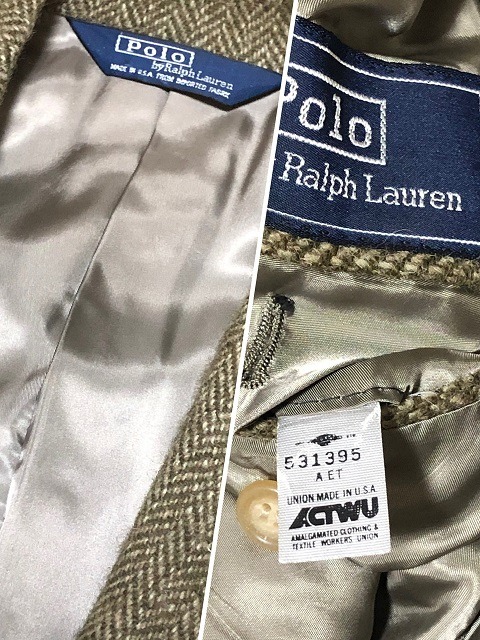 Polo
by Ralph Lauren
MADE IN U.S.A. FROM IMPORTED FABRIC
Polo
Ralph Lauren
531395
A ET
UNION MADE IN U.S.A.
ACTWU
AMALGAMATED CLOTHING &
TEXTILE WORKERS UNION